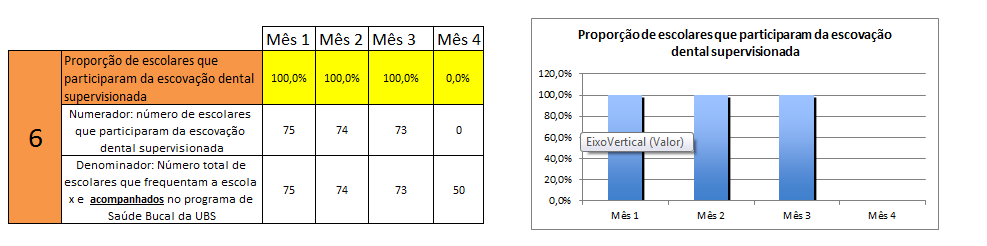 Mês 1 Mês 2 Mês 3 Mês 4
6
Proporção de escolares que
participaram da escovação dental
supervisionada
100,0% 100,0% 100,0% 0,0%
Numerador: número de escolares
que participaram da escovação
dental supervisionada
75 74 73 0
Denominador: Número total de
escolares que frequentam a escola
x e acompanhados no programa de
Saúde Bucal da UBS
75 74 73 50
Proporção de escolares que participaram da escovação
dental supervisionada
120,0%
100,0%
80,0%
60,0%
40,0%
20,0%
0,0%
EixoVertical (Valor)
Mês 1 Mês 2 Mês 3 Mês 4